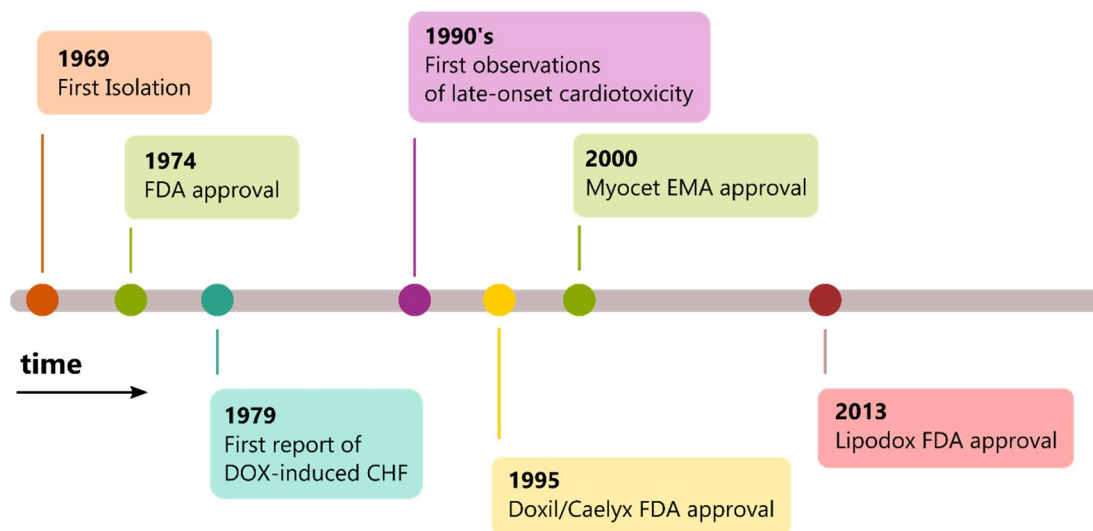 1969
First Isolation
1974
FDA approval
1979
First report of
DOX-induced CHF
1990's
First observations
of late-onset cardiotoxicity
1995
Doxil/Caelyx FDA approval
2000
Myocet EMA approval
2013
Lipodox FDA approval
time